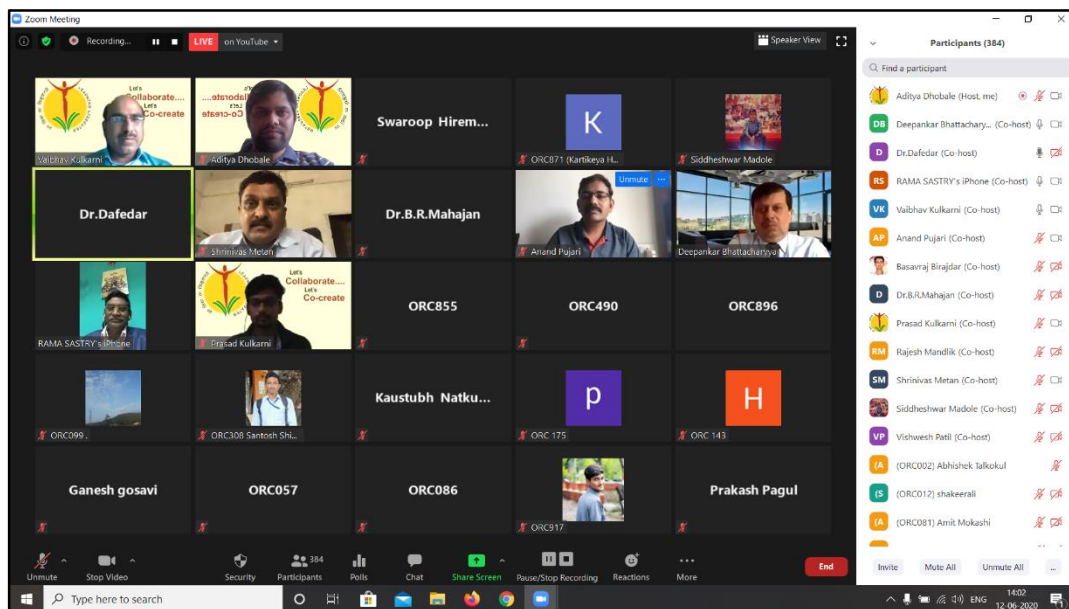 Zoom Meeting
Recording...
LIVE on YouTube
Speaker View
Let's
Collaborate....
Let's
Co-create
Vaibhav Kulkarni
Aditya Dhobale
Swaroop Hirem...
K
ORC871 (Kartikeya H...
Siddheshwar Madole
Dr.Dafedar
Shrinivas Metan
Dr.B.R.Mahajan
Unmute ...
Anand Pujari
Deepankar Bhattacharyya
RAMA SASTRY's iPhone
Let's
Collaborate....
Let's
Co-create
Prasad Kulkarni
ORC855
ORC490
ORC896
ORC099 .
ORC308 Santosh Shi...
Kaustubh Natku...
p
ORC 175
H
ORC 143
Ganesh gosavi
ORC057
ORC086
ORC917
Prakash Pagul
Unmute
Stop Video
Security
384
Participants
Polls
Chat
Share Screen
Pause/Stop Recording
Reactions
More
End
Participants (384)
Find a participant
Aditya Dhobale (Host, me)
DB Deepankar Bhattachary... (Co-host)
D Dr.Dafedar (Co-host)
RS RAMA SASTRY's iPhone (Co-host)
VK Vaibhav Kulkarni (Co-host)
AP Anand Pujari (Co-host)
Basavraj Birajdar (Co-host)
D Dr.B.R.Mahajan (Co-host)
Prasad Kulkarni (Co-host)
RM Rajesh Mandlik (Co-host)
SM Shrinivas Metan (Co-host)
Siddheshwar Madole (Co-host)
VP Vishwesh Patil (Co-host)
(A (ORC002) Abhishek Talkokul
(S (ORC012) shakeerali
(A (ORC081) Amit Mokashi
Invite
Mute All
Unmute All
...
Type here to search
ENG
14:02
12-06-2020